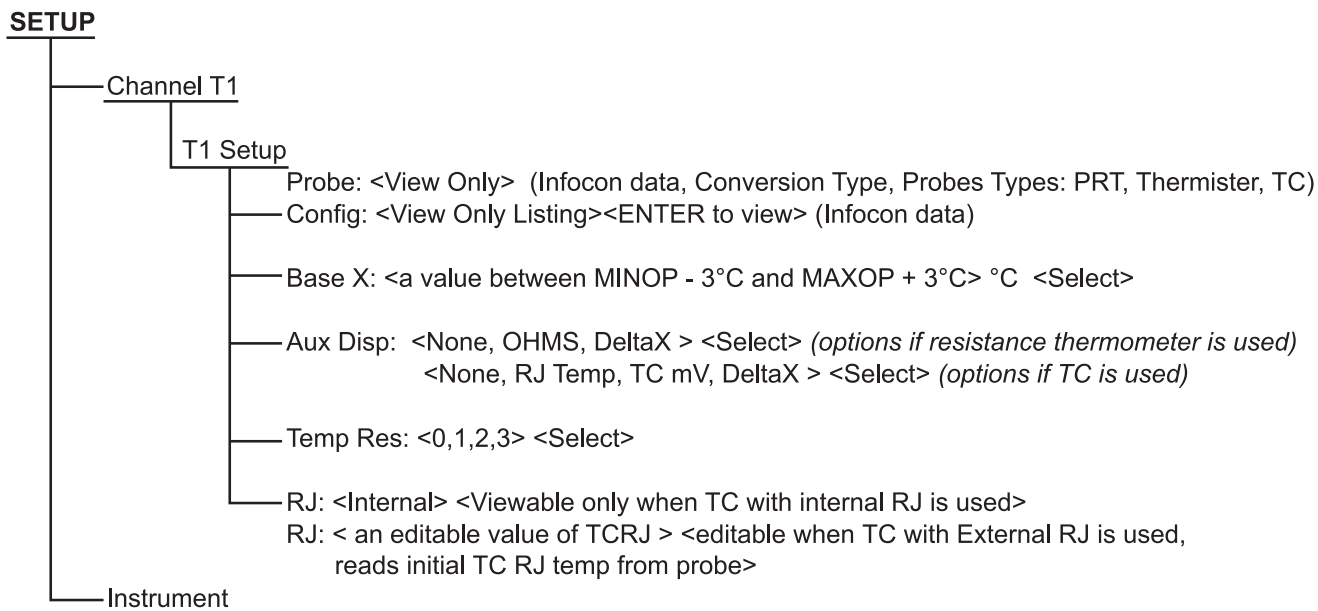 SETUP
Channel T1
T1 Setup
Probe: <View Only> (Infocon data, Conversion Type, Probes Types: PRT, Thermister, TC)
Config: <View Only Listing><ENTER to view> (Infocon data)
Base X: <a value between MINOP - 3°C and MAXOP + 3°C> °C <Select>
Aux Disp: <None, OHMS, DeltaX > <Select> (options if resistance thermometer is used)
<None, RJ Temp, TC mV, DeltaX > <Select> (options if TC is used)
Temp Res: <0,1,2,3> <Select>
RJ: <Internal> <Viewable only when TC with internal RJ is used>
RJ: < an editable value of TCRJ > <editable when TC with External RJ is used,
reads initial TC RJ temp from probe>
Instrument